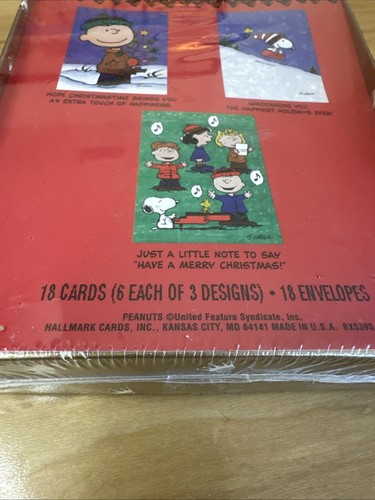 HOPE CHRISTMASTIME BRINGS YOU
AN EXTRA TOUCH OF HAPPINESS
WHOOSHING YOU
THE HAPPIEST HOLIDAYS EVER!
SCHULZ
JUST A LITTLE NOTE TO SAY
"HAVE A MERRY CHRISTMAS!"
18 CARDS (6 EACH OF 3 DESIGNS) • 18 ENVELOPES
PEANUTS ©United Feature Syndicate, Inc.
HALLMARK CARDS, INC., KANSAS CITY, MO 64141 MADE IN U.S.A.